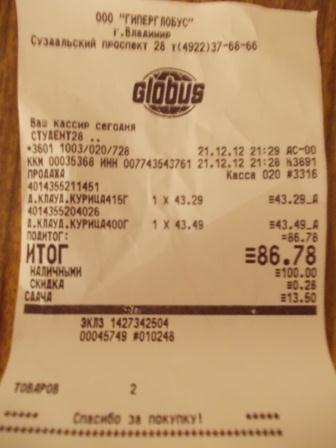 ООО "ГИПЕРГЛОБУС"
г.Владимир
Суздальский проспект 28 т(4922)37-68-66
GLOBUS
Ваш кассир сегодня
СТУДЕНТ28 ..
*3601 1003/020/728 21.12.12 21:29 AC-00
ККМ 00035368 ИНН 007743543761 21.12.12 21:28 №3891
ПРОДАЖА Касса 020 #3316
4014355211451
Д.КЛАУД.КУРИЦА415Г 1 X 43.29 ≡43.29_А
4014355204026
Д.КЛАУД.КУРИЦА400Г 1 X 43.49 ≡43.49_А
ПОДИТОГ: ≡86.78
ИТОГ ≡86.78
НАЛИЧНЫМИ ≡100.00
СКИДКА ≡0.28
СДАЧА ≡13.50
ЭКЛЗ 1427342504
00045749 #010248
ТОВАРОВ 2
***** Спасибо за покупку! *****